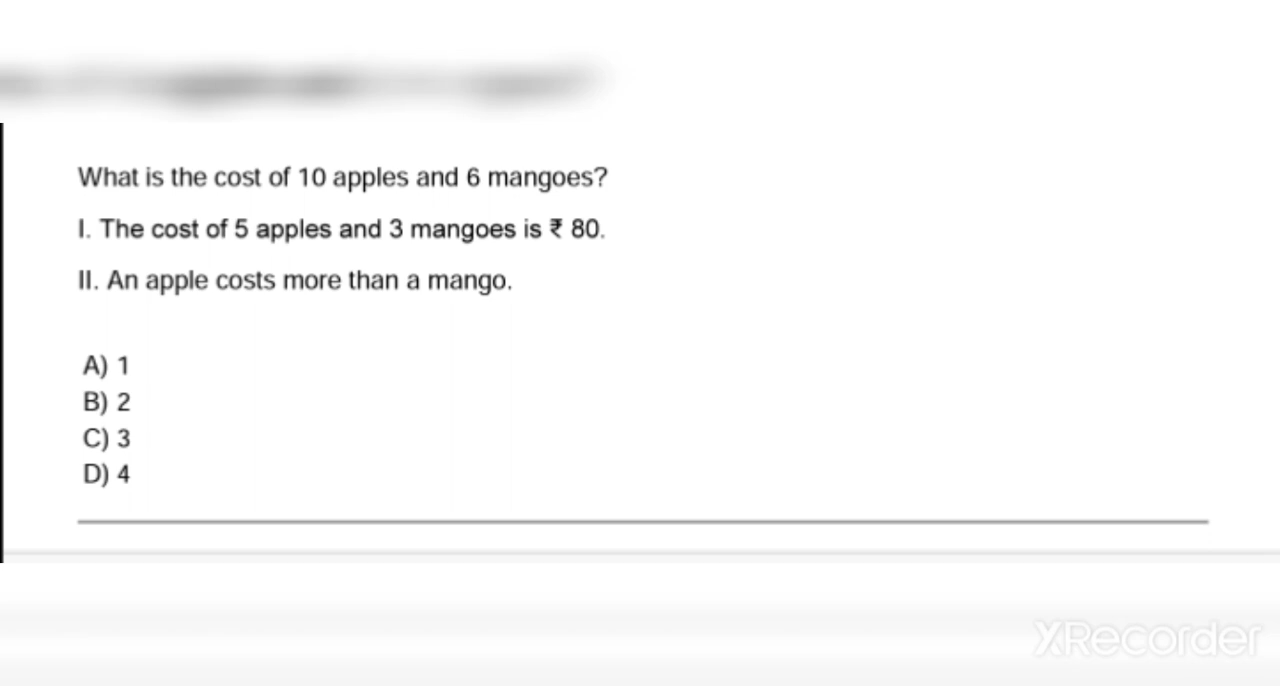 What is the cost of 10 apples and 6 mangoes?
I. The cost of 5 apples and 3 mangoes is ₹ 80.
II. An apple costs more than a mango.
A) 1
B) 2
C) 3
D) 4
XRecorder